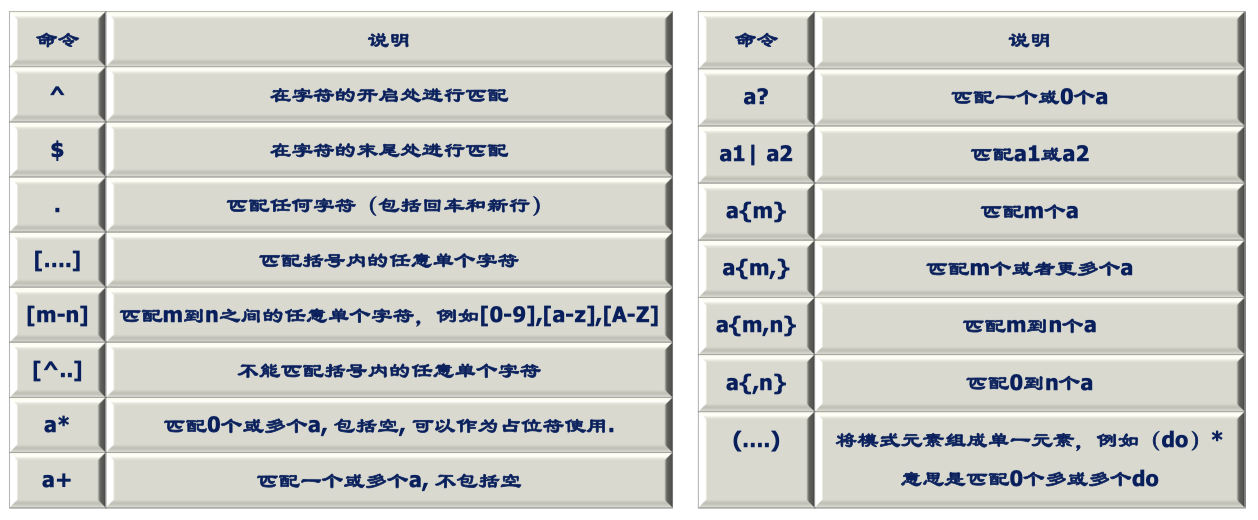 命令 说明
^ 在字符的开启处进行匹配
$ 在字符的末尾处进行匹配
. 匹配任何字符（包括回车和新行）
[....] 匹配括号内的任意单个字符
[m-n] 匹配m到n之间的任意单个字符，例如[0-9],[a-z],[A-Z]
[^..] 不能匹配括号内的任意单个字符
a* 匹配0个或多个a, 包括空, 可以作为占位符使用.
a+ 匹配一个或多个a, 不包括空
命令 说明
a? 匹配一个或0个a
a1| a2 匹配a1或a2
a{m} 匹配m个a
a{m,} 匹配m个或者更多个a
a{m,n} 匹配m到n个a
a{,n} 匹配0到n个a
(....) 将模式元素组成单一元素，例如（do）*
意思是匹配0个多或多个do